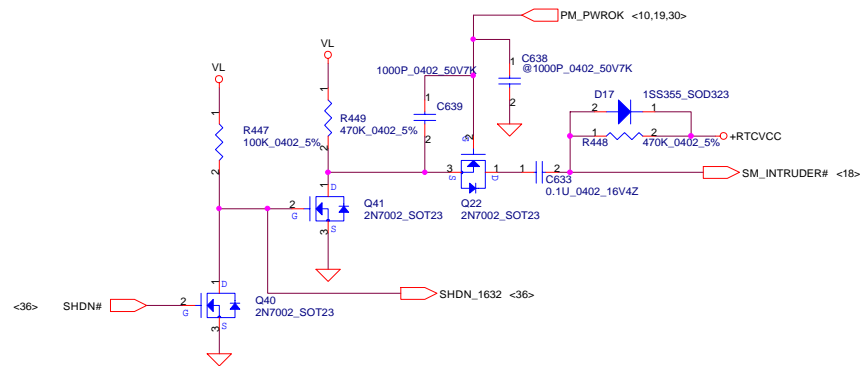 PM_PWROK <10,19,30>
VL
VL
1000P_0402_50V7K
C638
@1000P_0402_50V7K
1
2
1
C639
2
D17
1SS355_SOD323
2
1
1
2
R448
470K_0402_5%
+RTCVCC
1
R449
470K_0402_5%
2
1
R447
100K_0402_5%
2
G
2
3
S
D
1
1
2
C633
0.1U_0402_16V4Z
SM_INTRUDER# <18>
Q22
2N7002_SOT23
1
D
2
G
S
3
Q41
2N7002_SOT23
SHDN_1632 <36>
<36> SHDN#
1
D
2
G
S
3
Q40
2N7002_SOT23